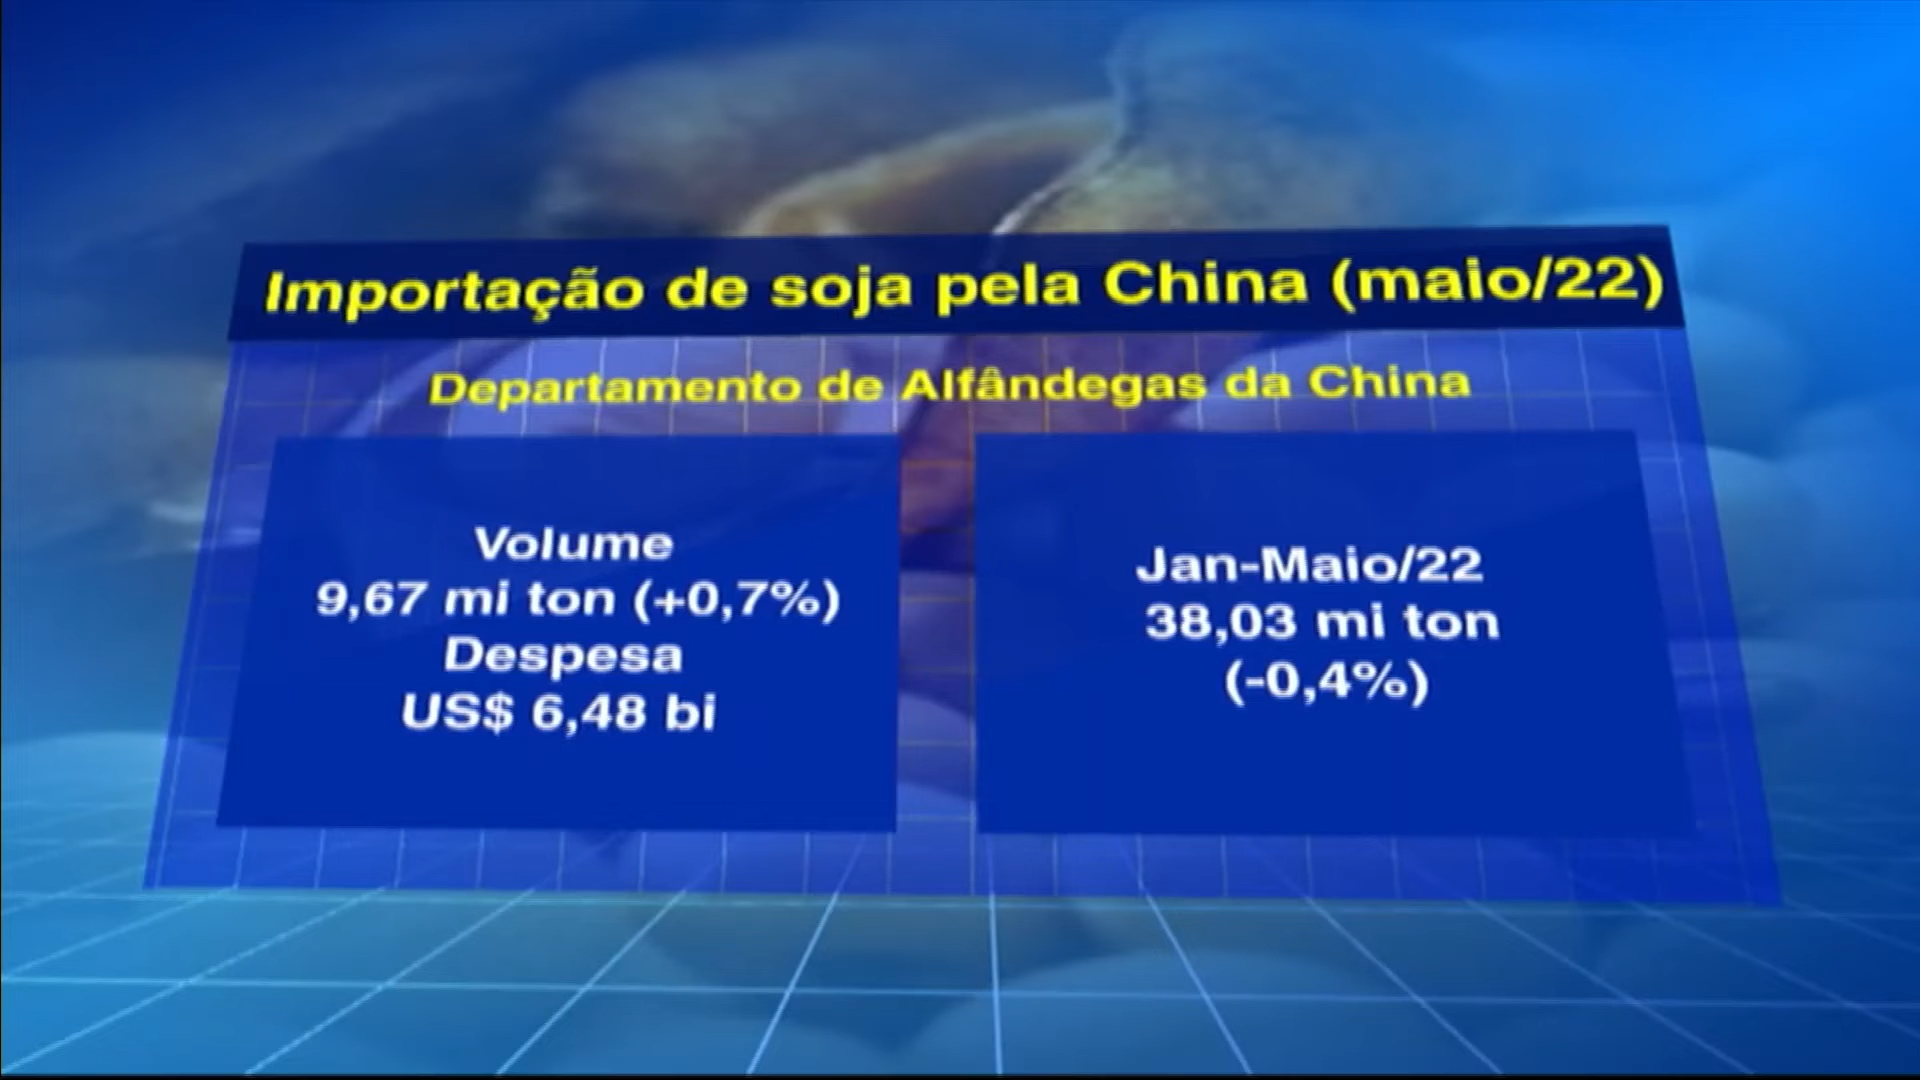 Importação de soja pela China (maio/22)
Departamento de Alfândegas da China
Volume
9,67 mi ton (+0,7%)
Despesa
US$ 6,48 bi
Jan-Maio/22
38,03 mi ton
(-0,4%)